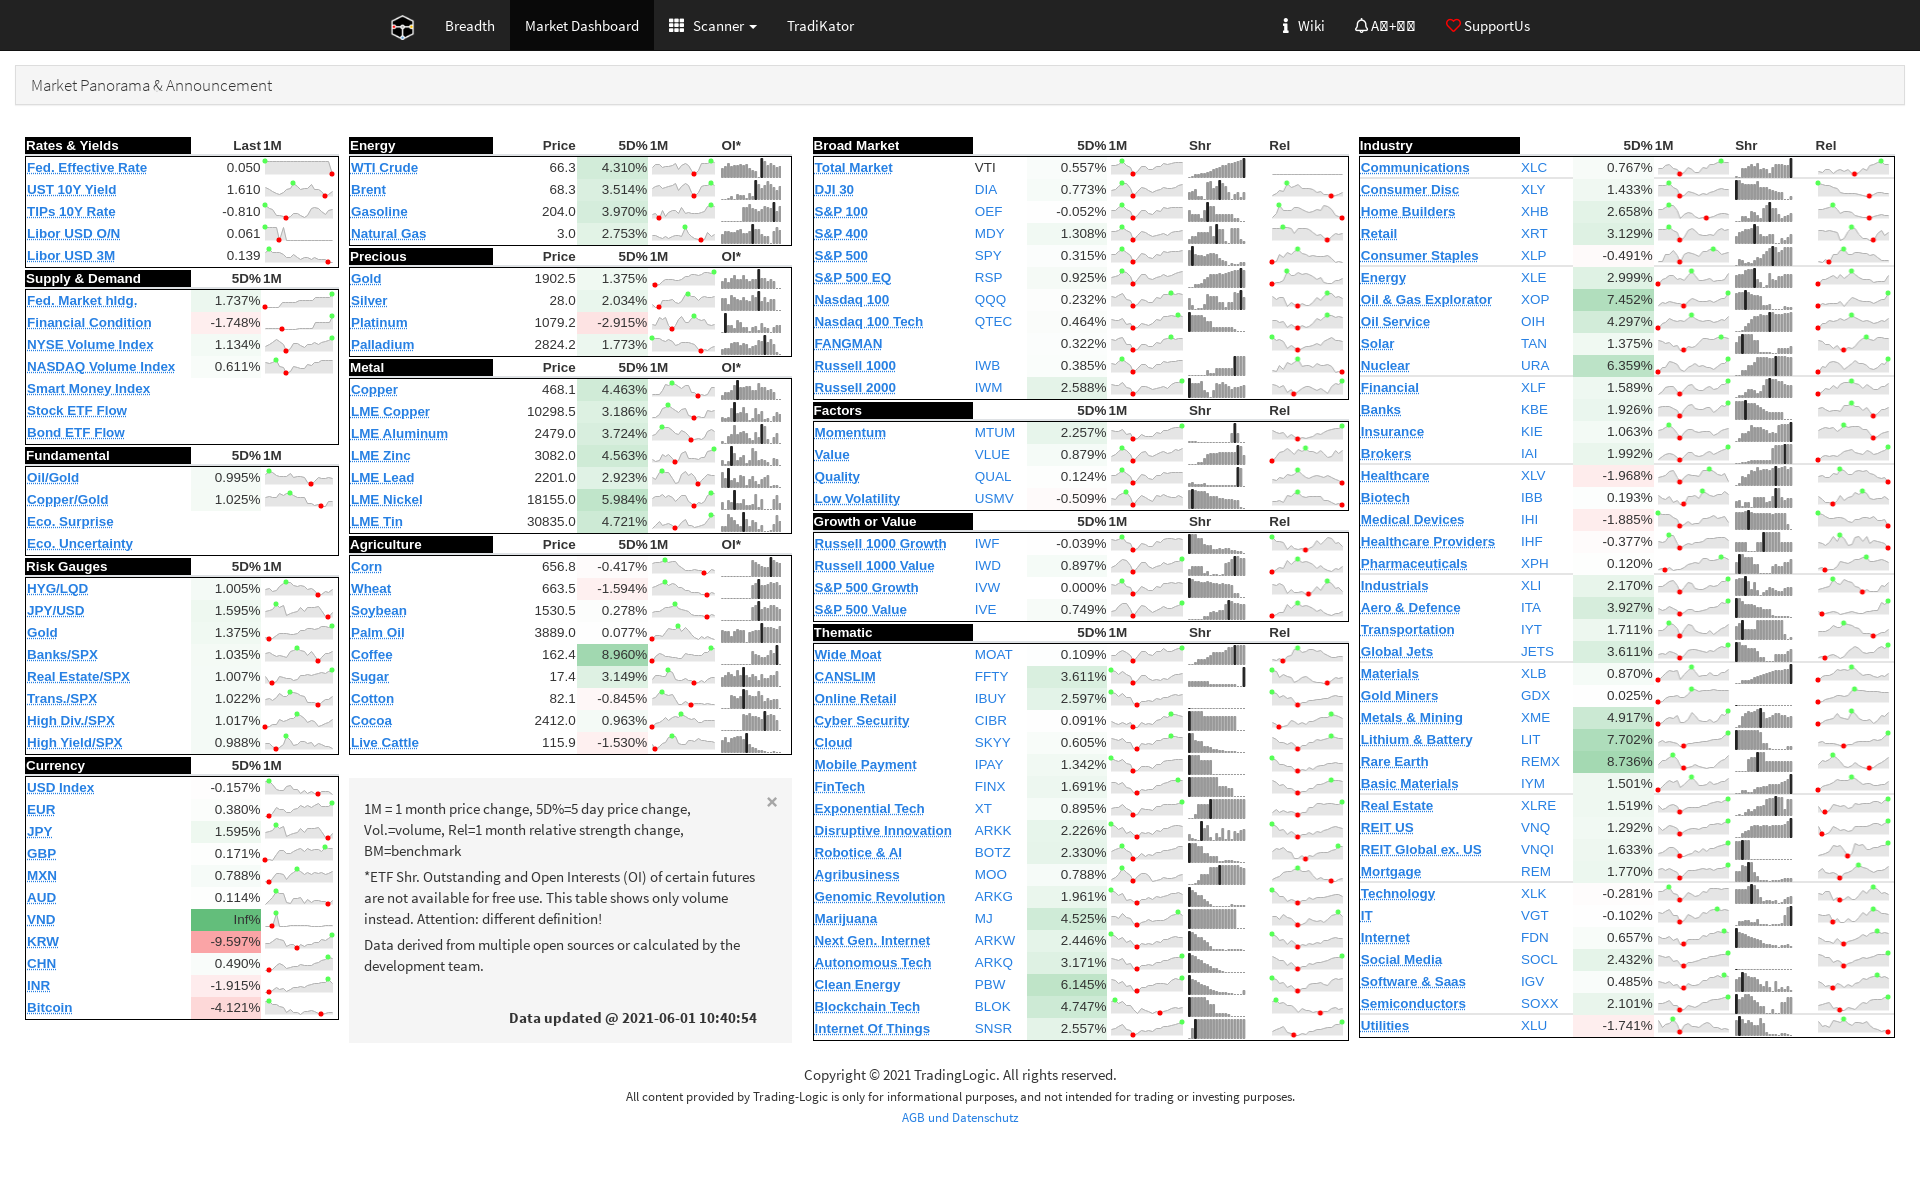 Breadth Market Dashboard Scanner TradiKator Wiki SupportUs
Market Panorama & Announcement
Rates & Yields Last 1M
Fed. Effective Rate 0.050
UST 10Y Yield 1.610
TIPs 10Y Rate -0.810
Libor USD O/N 0.061
Libor USD 3M 0.139
Supply & Demand 5D% 1M
Fed. Market hldg. 1.737%
Financial Condition -1.748%
NYSE Volume Index 1.134%
NASDAQ Volume Index 0.611%
Smart Money Index
Stock ETF Flow
Bond ETF Flow
Fundamental 5D% 1M
Oil/Gold 0.995%
Copper/Gold 1.025%
Eco. Surprise
Eco. Uncertainty
Risk Gauges 5D% 1M
HYG/LQD 1.005%
JPY/USD 1.595%
Gold 1.375%
Banks/SPX 1.035%
Real Estate/SPX 1.007%
Trans./SPX 1.022%
High Div./SPX 1.017%
High Yield/SPX 0.988%
Currency 5D% 1M
USD Index -0.157%
EUR 0.380%
JPY 1.595%
GBP 0.171%
MXN 0.788%
AUD 0.114%
VND Inf%
KRW -9.597%
CHN 0.490%
INR -1.915%
Bitcoin -4.121%
Energy Price 5D% 1M OI*
WTI Crude 66.3 4.310%
Brent 68.3 3.514%
Gasoline 204.0 3.970%
Natural Gas 3.0 2.753%
Precious Price 5D% 1M OI*
Gold 1902.5 1.375%
Silver 28.0 2.034%
Platinum 1079.2 -2.915%
Palladium 2824.2 1.773%
Metal Price 5D% 1M OI*
Copper 468.1 4.463%
LME Copper 10298.5 3.186%
LME Aluminum 2479.0 3.724%
LME Zinc 3082.0 4.563%
LME Lead 2201.0 2.923%
LME Nickel 18155.0 5.984%
LME Tin 30835.0 4.721%
Agriculture Price 5D% 1M OI*
Corn 656.8 -0.417%
Wheat 663.5 -1.594%
Soybean 1530.5 0.278%
Palm Oil 3889.0 0.077%
Coffee 162.4 8.960%
Sugar 17.4 3.149%
Cotton 82.1 -0.845%
Cocoa 2412.0 0.963%
Live Cattle 115.9 -1.530%
×
1M = 1 month price change, 5D%=5 day price change,
Vol.=volume, Rel=1 month relative strength change,
BM=benchmark
*ETF Shr. Outstanding and Open Interests (OI) of certain futures
are not available for free use. This table shows only volume
instead. Attention: different definition!
Data derived from multiple open sources or calculated by the
development team.
Data updated @ 2021-06-01 10:40:54
Broad Market 5D% 1M Shr Rel
Total Market VTI 0.557%
DJI 30 DIA 0.773%
S&P 100 OEF -0.052%
S&P 400 MDY 1.308%
S&P 500 SPY 0.315%
S&P 500 EQ RSP 0.925%
Nasdaq 100 QQQ 0.232%
Nasdaq 100 Tech QTEC 0.464%
FANGMAN 0.322%
Russell 1000 IWB 0.385%
Russell 2000 IWM 2.588%
Factors 5D% 1M Shr Rel
Momentum MTUM 2.257%
Value VLUE 0.879%
Quality QUAL 0.124%
Low Volatility USMV -0.509%
Growth or Value 5D% 1M Shr Rel
Russell 1000 Growth IWF -0.039%
Russell 1000 Value IWD 0.897%
S&P 500 Growth IVW 0.000%
S&P 500 Value IVE 0.749%
Thematic 5D% 1M Shr Rel
Wide Moat MOAT 0.109%
CANSLIM FFTY 3.611%
Online Retail IBUY 2.597%
Cyber Security CIBR 0.091%
Cloud SKYY 0.605%
Mobile Payment IPAY 1.342%
FinTech FINX 1.691%
Exponential Tech XT 0.895%
Disruptive Innovation ARKK 2.226%
Robotice & AI BOTZ 2.330%
Agribusiness MOO 0.788%
Genomic Revolution ARKG 1.961%
Marijuana MJ 4.525%
Next Gen. Internet ARKW 2.446%
Autonomous Tech ARKQ 3.171%
Clean Energy PBW 6.145%
Blockchain Tech BLOK 4.747%
Internet Of Things SNSR 2.557%
Industry 5D% 1M Shr Rel
Communications XLC 0.767%
Consumer Disc XLY 1.433%
Home Builders XHB 2.658%
Retail XRT 3.129%
Consumer Staples XLP -0.491%
Energy XLE 2.999%
Oil & Gas Explorator XOP 7.452%
Oil Service OIH 4.297%
Solar TAN 1.375%
Nuclear URA 6.359%
Financial XLF 1.589%
Banks KBE 1.926%
Insurance KIE 1.063%
Brokers IAI 1.992%
Healthcare XLV -1.968%
Biotech IBB 0.193%
Medical Devices IHI -1.885%
Healthcare Providers IHF -0.377%
Pharmaceuticals XPH 0.120%
Industrials XLI 2.170%
Aero & Defence ITA 3.927%
Transportation IYT 1.711%
Global Jets JETS 3.611%
Materials XLB 0.870%
Gold Miners GDX 0.025%
Metals & Mining XME 4.917%
Lithium & Battery LIT 7.702%
Rare Earth REMX 8.736%
Basic Materials IYM 1.501%
Real Estate XLRE 1.519%
REIT US VNQ 1.292%
REIT Global ex. US VNQI 1.633%
Mortgage REM 1.770%
Technology XLK -0.281%
IT VGT -0.102%
Internet FDN 0.657%
Social Media SOCL 2.432%
Software & Saas IGV 0.485%
Semiconductors SOXX 2.101%
Utilities XLU -1.741%
Copyright © 2021 TradingLogic. All rights reserved.
All content provided by Trading-Logic is only for informational purposes, and not intended for trading or investing purposes.
AGB und Datenschutz